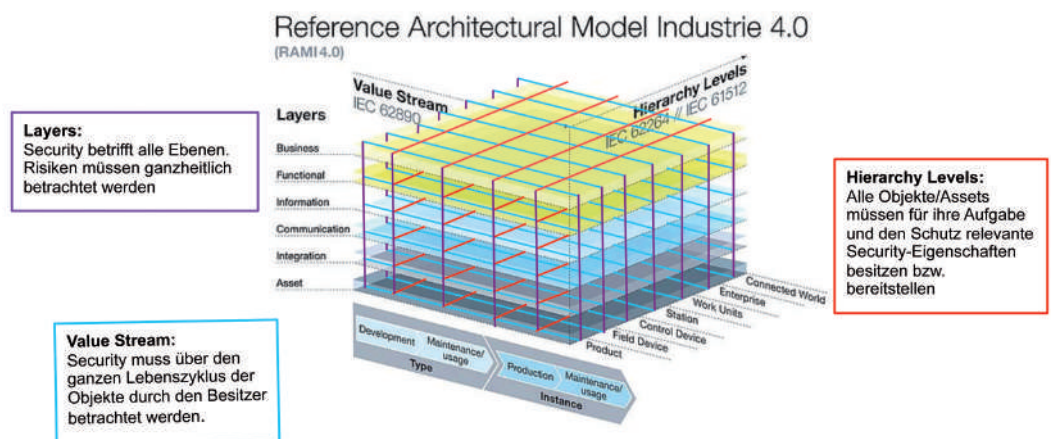 Reference Architectural Model Industrie 4.0
(RAMI 4.0)
Value Stream
IEC 62890
Hierarchy Levels
IEC 62264 // IEC 61512
Layers
Business
Functional
Information
Communication
Integration
Asset
Layers:
Security betrifft alle Ebenen.
Risiken müssen ganzheitlich
betrachtet werden
Hierarchy Levels:
Alle Objekte/Assets
müssen für ihre Aufgabe
und den Schutz relevante
Security-Eigenschaften
besitzen bzw.
bereitstellen
Connected World
Enterprise
Work Units
Station
Control Device
Field Device
Product
Value Stream:
Security muss über den
ganzen Lebenszyklus der
Objekte durch den Besitzer
betrachtet werden.
Development
Maintenance/
usage
Type
Production
Maintenance/
usage
Instance